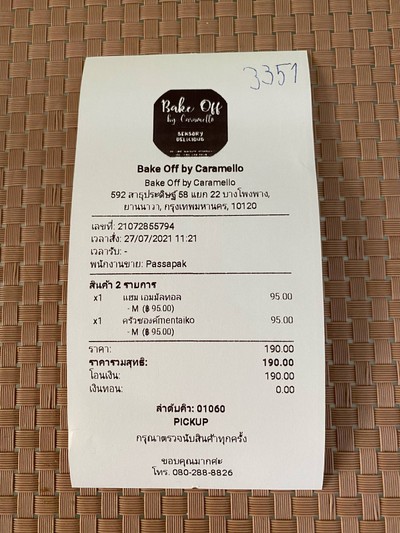 3351
Bake Off
by Caramello
SENSORY
DELICIOUS
Bake Off by Caramello
Bake Off by Caramello
592 สาธุประดิษฐ์ 58 แยก 22 บางโพงพาง,
ยานนาวา, กรุงเทพมหานคร, 10120
เลขที่: 21072855794
เวลาสั่ง: 27/07/2021 11:21
เวลารับ: -
พนักงานขาย: Passapak
สินค้า 2 รายการ
x1 แฮม เอมมัลทอล 95.00
- M (฿ 95.00)
x1 ครัวซองค์mentaiko 95.00
- M (฿ 95.00)
ราคา: 190.00
ราคารวมสุทธิ: 190.00
โอนเงิน: 190.00
เงินทอน: 0.00
ลำดับคิว: 01060
PICKUP
กรุณาตรวจนับสินค้าทุกครั้ง
ขอบคุณมากค่ะ
โทร. 080-288-8826